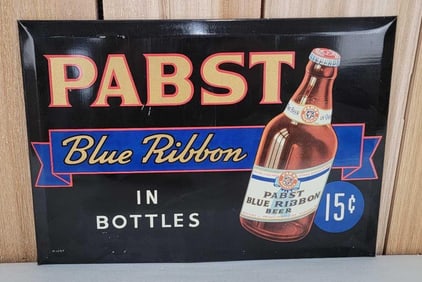 PABST
Blue Ribbon
IN
BOTTLES
PABST
BLUE RIBBON
BEER
15¢